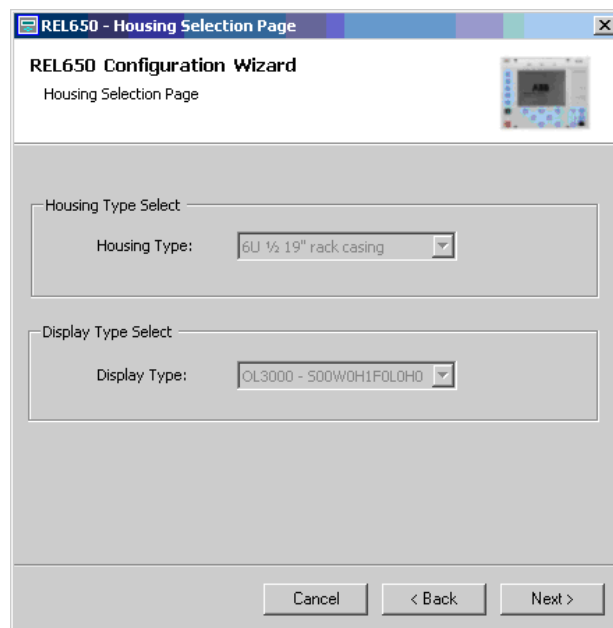 REL650 - Housing Selection Page
REL650 Configuration Wizard
Housing Selection Page
ABB
Housing Type Select
Housing Type:
6U ½ 19" rack casing
Display Type Select
Display Type:
OL3000 - S00W0H1F0L0H0
Cancel
< Back
Next >